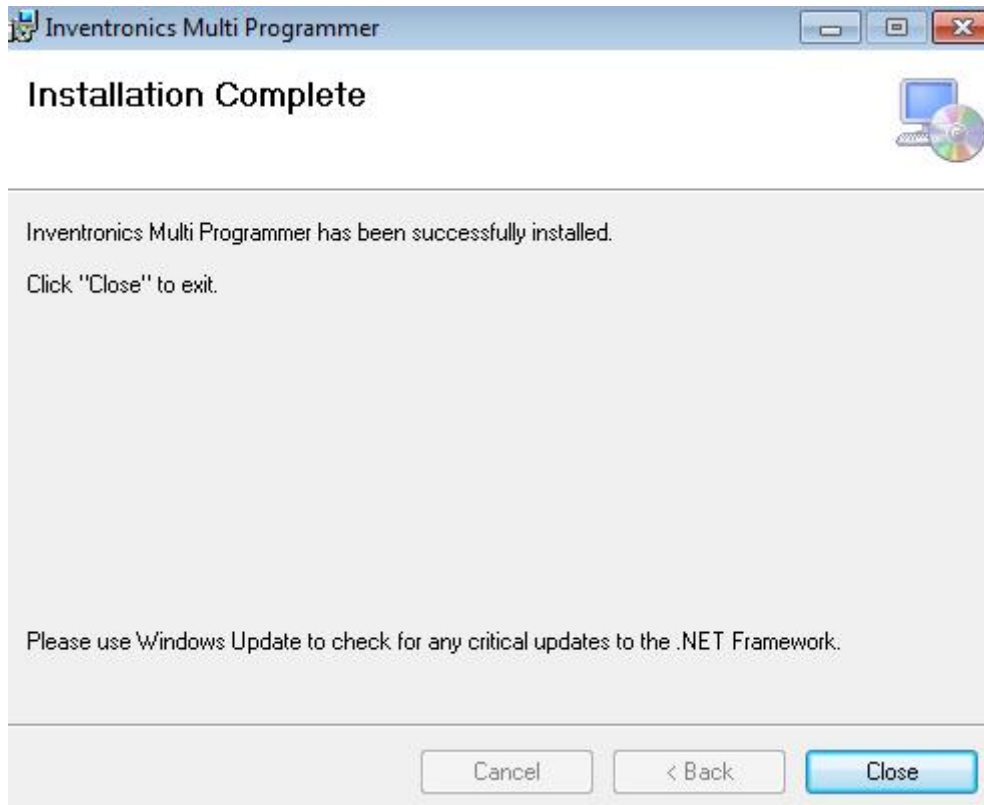 Inventronics Multi Programmer
Installation Complete
Inventronics Multi Programmer has been successfully installed.
Click "Close" to exit.
Please use Windows Update to check for any critical updates to the .NET Framework.
Cancel
< Back
Close